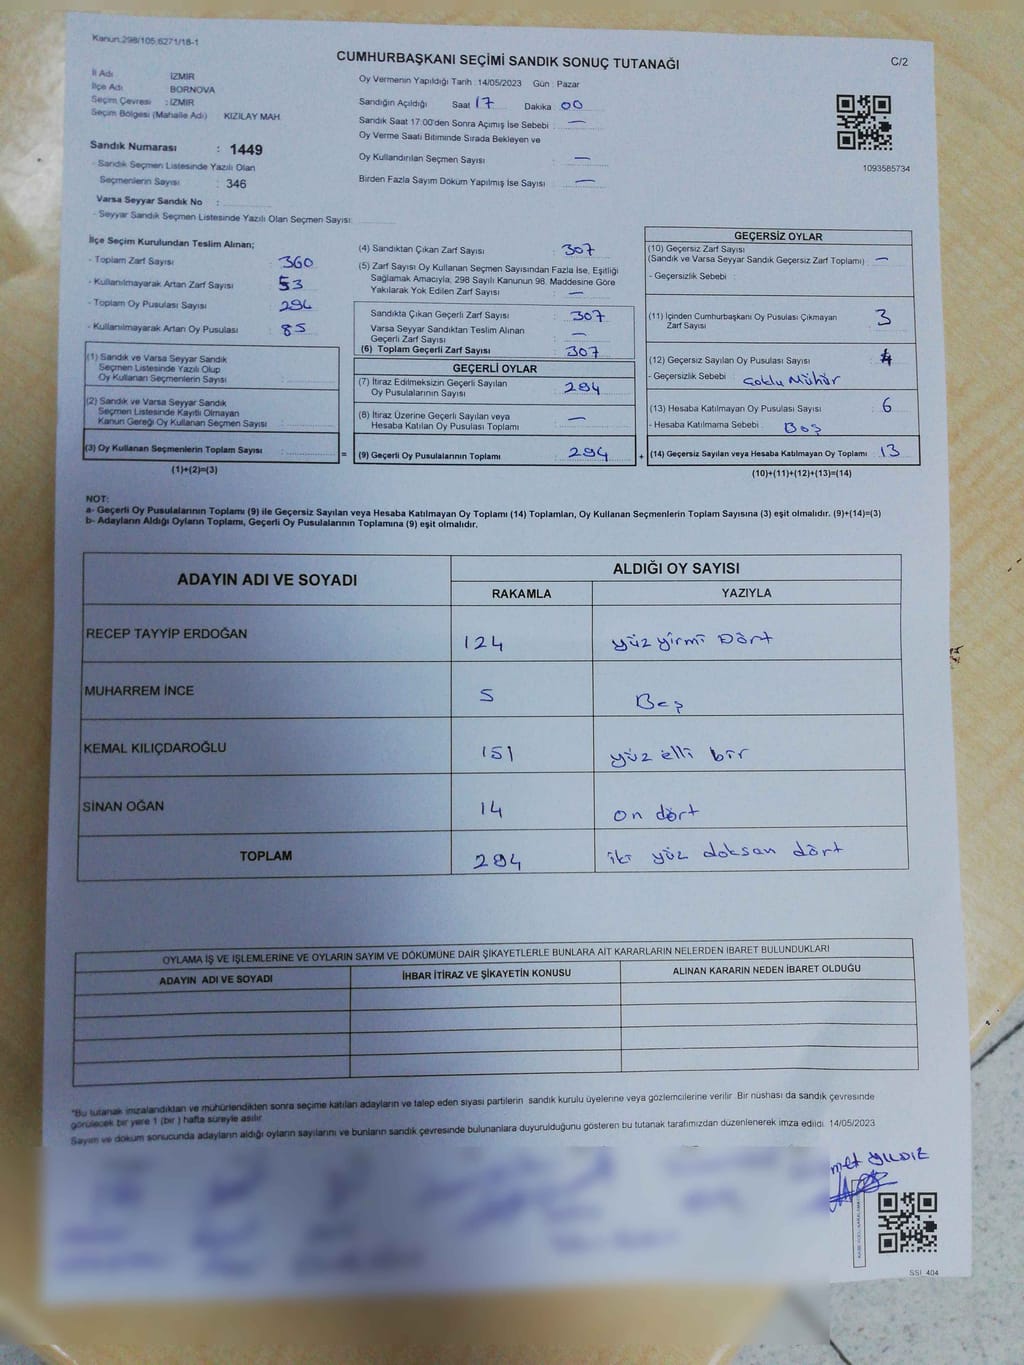 Kanun:298/105;6271/18-1
CUMHURBAŞKANI SEÇİMİ SANDIK SONUÇ TUTANAĞI
C/2
İl Adı İZMİR
İlçe Adı BORNOVA
Seçim Çevresi : İZMİR
Seçim Bölgesi (Mahalle Adı) KIZILAY MAH
Sandık Numarası : 1449
- Sandık Seçmen Listesinde Yazılı Olan
Seçmenlerin Sayısı : 346
Varsa Seyyar Sandık No :
- Seyyar Sandık Seçmen Listesinde Yazılı Olan Seçmen Sayısı:
Oy Vermenin Yapıldığı Tarih : 14/05/2023 Gün : Pazar
Sandığın Açıldığı Saat 17 Dakika : 00
Sandık Saat 17:00'den Sonra Açımış İse Sebebi : —
Oy Verme Saati Bitiminde Sırada Bekleyen ve
Oy Kullandırılan Seçmen Sayısı : —
Birden Fazla Sayım Döküm Yapılmış İse Sayısı : —
1093585734
İlçe Seçim Kurulundan Teslim Alınan;
- Toplam Zarf Sayısı : 360
- Kullanılmayarak Artan Zarf Sayısı : 53
- Toplam Oy Pusulası Sayısı : 294
- Kullanılmayarak Artan Oy Pusulası : 85
(1) Sandık ve Varsa Seyyar Sandık
Seçmen Listesinde Yazılı Olup
Oy Kullanan Seçmenlerin Sayısı :
(2) Sandık ve Varsa Seyyar Sandık
Seçmen Listesinde Kayıtlı Olmayan
Kanun Gereği Oy Kullanan Seçmen Sayısı :
(3) Oy Kullanan Seçmenlerin Toplam Sayısı :
(1)+(2)=(3)
(4) Sandıktan Çıkan Zarf Sayısı : 307
(5) Zarf Sayısı Oy Kullanan Seçmen Sayısından Fazla İse, Eşitliği
Sağlamak Amacıyla; 298 Sayılı Kanunun 98. Maddesine Göre
Yakılarak Yok Edilen Zarf Sayısı : —
Sandıkta Çıkan Geçerli Zarf Sayısı : 307
Varsa Seyyar Sandıktan Teslim Alınan
Geçerli Zarf Sayısı : —
(6) Toplam Geçerli Zarf Sayısı : 307
GEÇERLİ OYLAR
(7) İtiraz Edilmeksizin Geçerli Sayılan
Oy Pusulalarının Sayısı : 294
(8) İtiraz Üzerine Geçerli Sayılan veya
Hesaba Katılan Oy Pusulası Toplamı : —
= (9) Geçerli Oy Pusulalarının Toplamı : 294 +
GEÇERSİZ OYLAR
(10) Geçersiz Zarf Sayısı
(Sandık ve Varsa Seyyar Sandık Geçersiz Zarf Toplamı) : —
- Geçersizlik Sebebi :
(11) İçinden Cumhurbaşkanı Oy Pusulası Çıkmayan
Zarf Sayısı : 3
(12) Geçersiz Sayılan Oy Pusulası Sayısı : 4
- Geçersizlik Sebebi : Çoklu Mühür
(13) Hesaba Katılmayan Oy Pusulası Sayısı : 6
- Hesaba Katılmama Sebebi : Boş
(14) Geçersiz Sayılan veya Hesaba Katılmayan Oy Toplamı : 13
(10)+(11)+(12)+(13)=(14)
NOT:
a- Geçerli Oy Pusulalarının Toplamı (9) ile Geçersiz Sayılan veya Hesaba Katılmayan Oy Toplamı (14) Toplamları, Oy Kullanan Seçmenlerin Toplam Sayısına (3) eşit olmalıdır. (9)+(14)=(3)
b- Adayların Aldığı Oyların Toplamı, Geçerli Oy Pusulalarının Toplamına (9) eşit olmalıdır.
ADAYIN ADI VE SOYADI
ALDIĞI OY SAYISI
RAKAMLA YAZIYLA
RECEP TAYYİP ERDOĞAN 124 yüz yirmi Dört
MUHARREM İNCE 5 Beş
KEMAL KILIÇDAROĞLU 151 yüz elli bir
SİNAN OĞAN 14 on dört
TOPLAM 294 iki yüz doksan dört
OYLAMA İŞ VE İŞLEMLERİNE VE OYLARIN SAYIM VE DÖKÜMÜNE DAİR ŞİKAYETLERLE BUNLARA AİT KARARLARIN NELERDEN İBARET BULUNDUKLARI
ADAYIN ADI VE SOYADI İHBAR İTİRAZ VE ŞİKAYETİN KONUSU ALINAN KARARIN NEDEN İBARET OLDUĞU
*Bu tutanak imzalandıktan ve mühürlendikten sonra seçime katılan adayların ve talep eden siyasi partilerin sandık kurulu üyelerine veya gözlemcilerine verilir. Bir nüshası da sandık çevresinde
görülecek bir yere 1 (bir) hafta süreyle asılır.
Sayım ve döküm sonucunda adayların aldığı oyların sayılarını ve bunların sandık çevresinde bulunanlara duyurulduğunu gösteren bu tutanak tarafımızdan düzenlenerek imza edildi. 14/05/2023
met YILDIZ
SSI_404